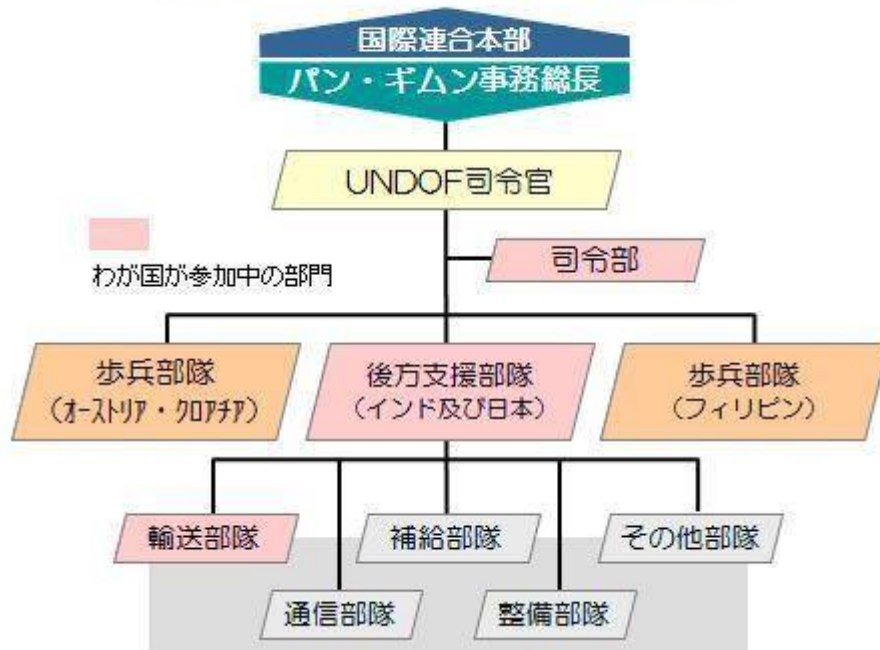 国際連合本部
パン・ギムン事務総長
UNDOF司令官
司令部
わが国が参加中の部門
歩兵部隊
（ｵｰｽﾄﾘｱ・ｸﾛｱﾁｱ）
後方支援部隊
（インド及び日本）
歩兵部隊
（フィリピン）
輸送部隊
補給部隊
その他部隊
通信部隊
整備部隊